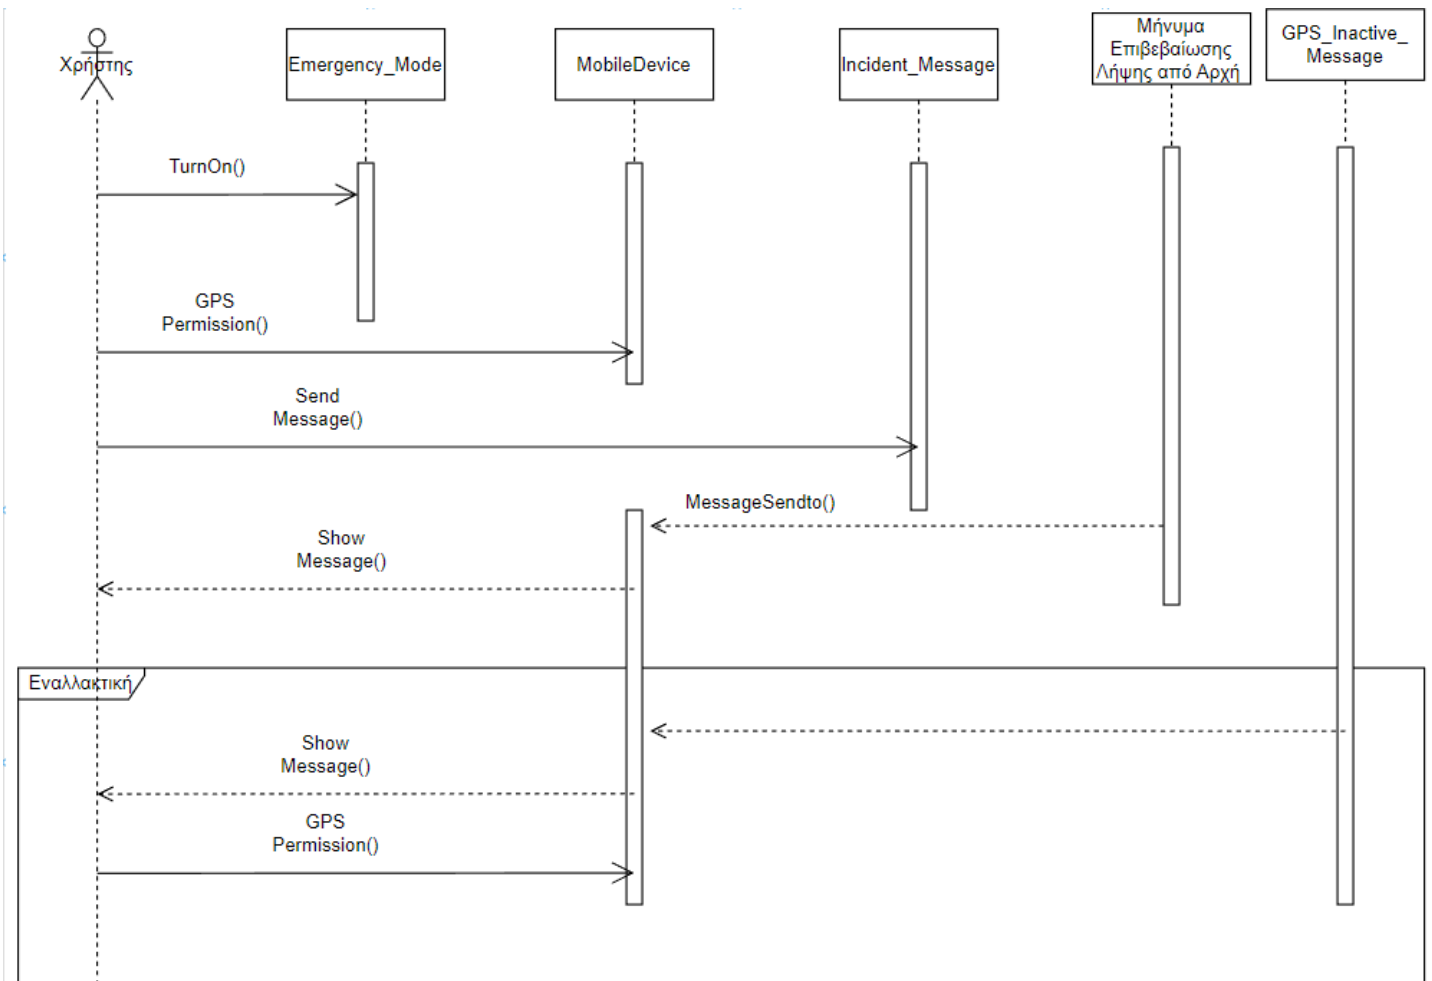 Χρήστης
Emergency_Mode
MobileDevice
Incident_Message
Μήνυμα
Επιβεβαίωσης
Λήψης από Αρχή
GPS_Inactive_
Message
TurnOn()
GPS
Permission()
Send
Message()
MessageSendto()
Show
Message()
Εναλλακτική
Show
Message()
GPS
Permission()